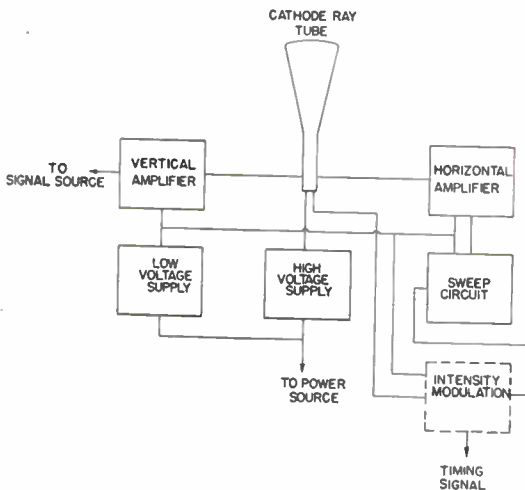 CATHODE RAY
TUBE
VERTICAL
AMPLIFIER
HORIZONTAL
AMPLIFIER
TO
SIGNAL SOURCE
LOW
VOLTAGE
SUPPLY
HIGH
VOLTAGE
SUPPLY
SWEEP
CIRCUIT
TO POWER
SOURCE
INTENSITY
MODULATION
TIMING
SIGNAL